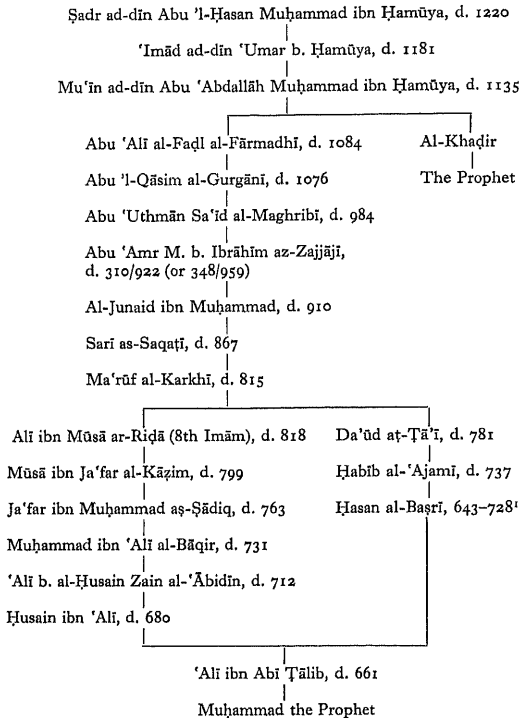 Ṣadr ad-dīn Abu ’l-Ḥasan Muḥammad ibn Ḥamūya, d. 1220
‘Imād ad-dīn ‘Umar b. Ḥamūya, d. 1181
Mu‘īn ad-dīn Abu ‘Abdallāh Muḥammad ibn Ḥamūya, d. 1135
Abu ‘Alī al-Faḍl al-Fārmadhī, d. 1084
Al-Khaḍir
Abu ’l-Qāsim al-Gurgānī, d. 1076
The Prophet
Abu ‘Uthmān Sa‘īd al-Maghribī, d. 984
Abu ‘Amr M. b. Ibrāhīm az-Zajjājī,
d. 310/922 (or 348/959)
Al-Junaid ibn Muḥammad, d. 910
Sarī as-Saqaṭī, d. 867
Ma‘rūf al-Karkhī, d. 815
Alī ibn Mūsā ar-Riḍā (8th Imām), d. 818
Da’ūd aṭ-Ṭā’ī, d. 781
Mūsā ibn Ja‘far al-Kāẓim, d. 799
Ḥabīb al-‘Ajamī, d. 737
Ja‘far ibn Muḥammad aṣ-Ṣādiq, d. 763
Ḥasan al-Baṣrī, 643–728¹
Muḥammad ibn ‘Alī al-Bāqir, d. 731
‘Alī b. al-Ḥusain Zain al-‘Ābidīn, d. 712
Ḥusain ibn ‘Alī, d. 680
‘Alī ibn Abī Ṭālib, d. 661
Muḥammad the Prophet